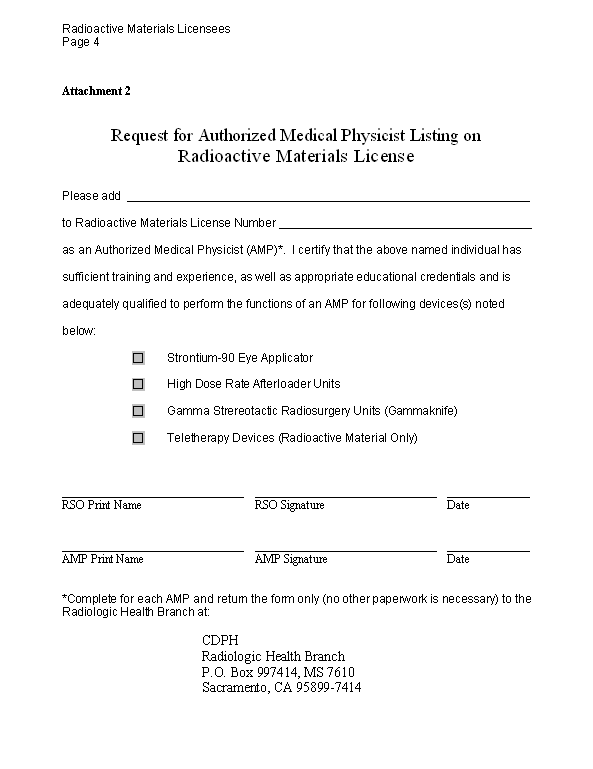 Radioactive Materials Licensees
Page 4
Attachment 2
Request for Authorized Medical Physicist Listing on
Radioactive Materials License
Please add
to Radioactive Materials License Number
as an Authorized Medical Physicist (AMP)*.  I certify that the above named individual has
sufficient training and experience, as well as appropriate educational credentials and is
adequately qualified to perform the functions of an AMP for following devices(s) noted
below:
Strontium-90 Eye Applicator
High Dose Rate Afterloader Units
Gamma Strereotactic Radiosurgery Units (Gammaknife)
Teletherapy Devices (Radioactive Material Only)
RSO Print Name RSO Signature Date
AMP Print Name AMP Signature Date
*Complete for each AMP and return the form only (no other paperwork is necessary) to the
Radiologic Health Branch at:
CDPH
Radiologic Health Branch
P.O. Box 997414, MS 7610
Sacramento, CA 95899-7414